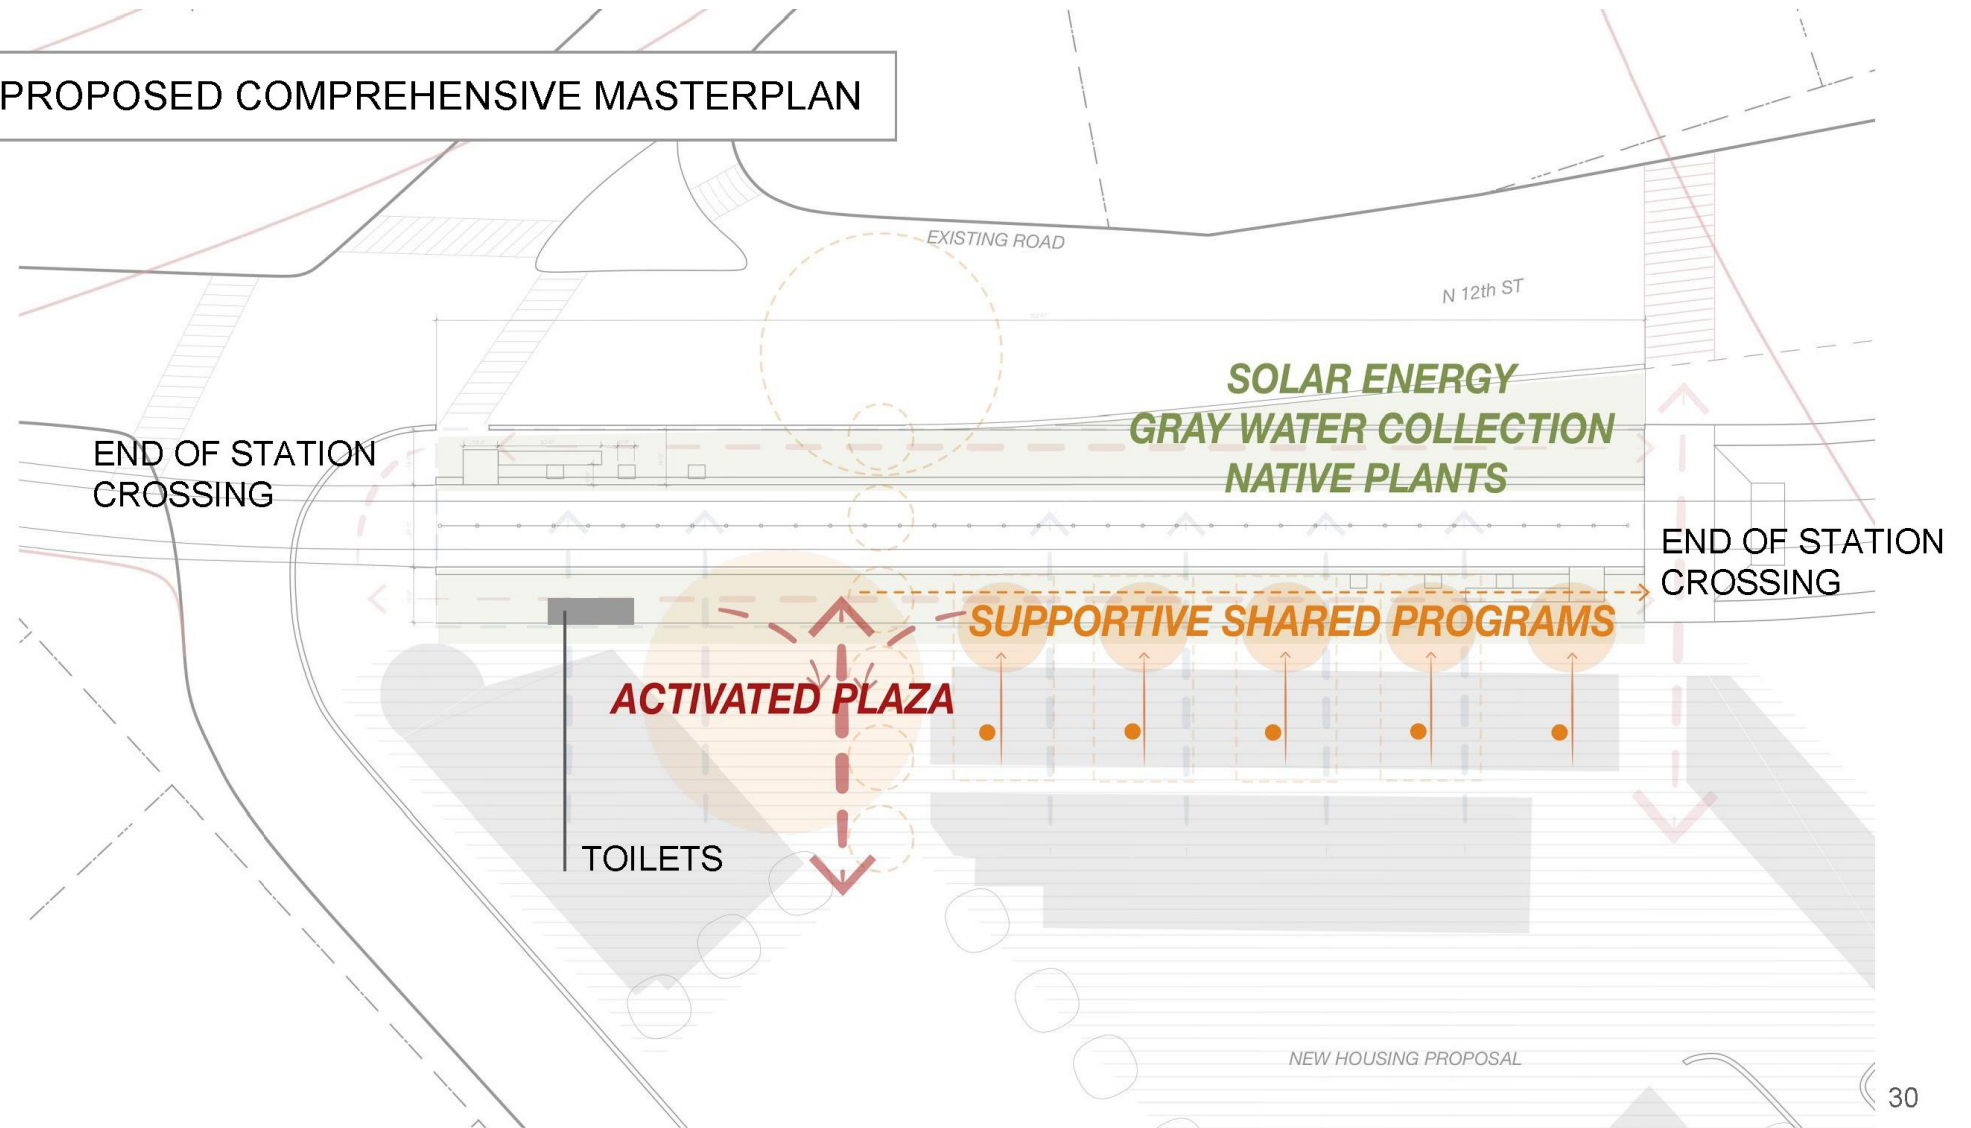 PROPOSED COMPREHENSIVE MASTERPLAN
EXISTING ROAD
N 12th ST
SOLAR ENERGY
GRAY WATER COLLECTION
NATIVE PLANTS
END OF STATION
CROSSING
END OF STATION
CROSSING
SUPPORTIVE SHARED PROGRAMS
ACTIVATED PLAZA
TOILETS
NEW HOUSING PROPOSAL
30